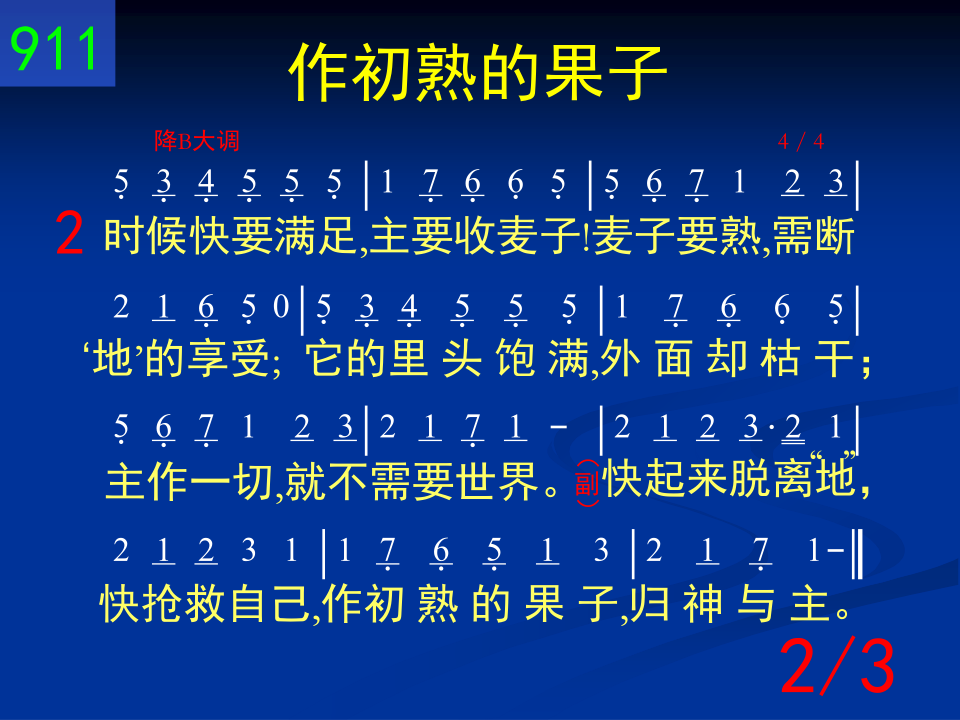 911
作初熟的果子
降B大调 4/4
5 3 4 5 5 5 | 1 7 6 6 5 | 5 6 7 1 2 3 |
2 时候快要满足,主要收麦子!麦子要熟,需断
2 1 6 5 0 | 5 3 4 5 5 5 | 1 7 6 6 5 |
‘地’的享受; 它的里头饱满,外面却枯干；
5 6 7 1 2 3 | 2 1 7 1 - | 2 1 2 3 · 2 1 |
主作一切,就不需要世界。(副)快起来脱离“地”,
2 1 2 3 1 | 1 7 6 5 1 3 | 2 1 7 1 - ‖
快抢救自己,作初熟的果子,归神与主。
2/3